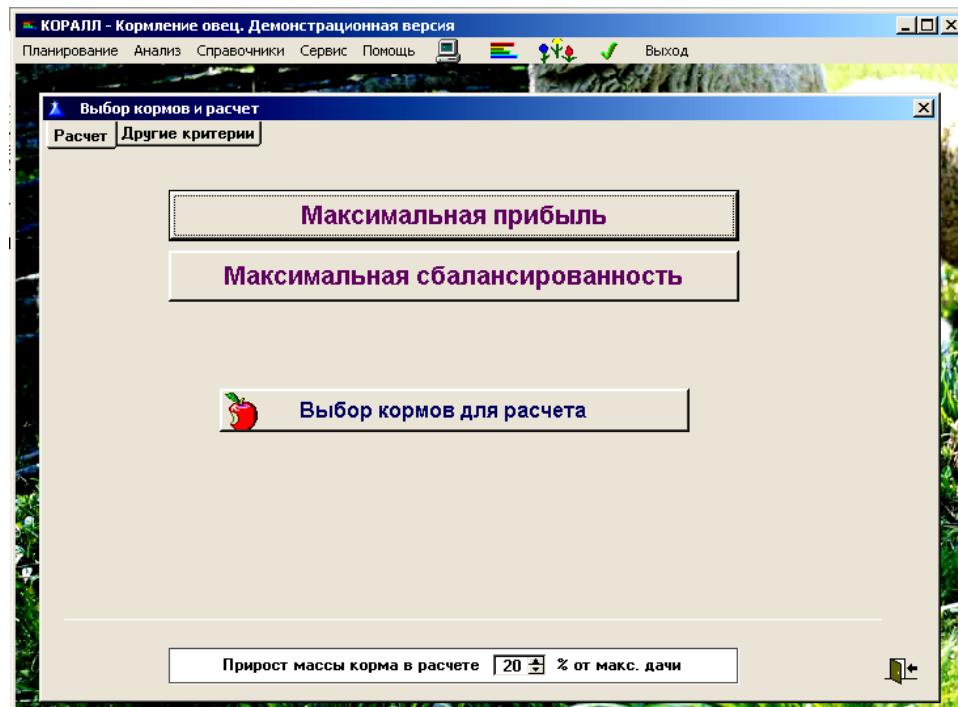 КОРАЛЛ - Кормление овец. Демонстрационная версия
Планирование Анализ Справочники Сервис Помощь Выход
Выбор кормов и расчет
Расчет Другие критерии
Максимальная прибыль
Максимальная сбалансированность
Выбор кормов для расчета
Прирост массы корма в расчете 20 % от макс. дачи